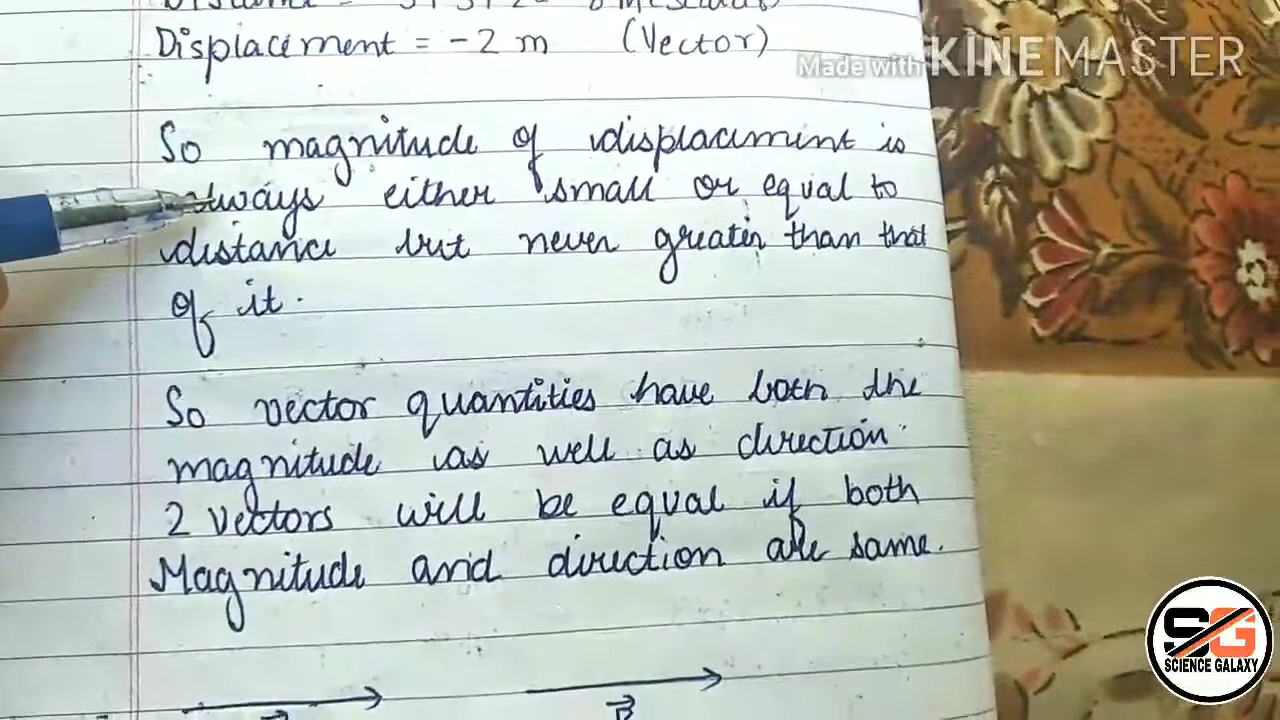 Displacement = -2 m (Vector)
Made with KINEMASTER
So magnitude of displacement is
always either small or equal to
distance but never greater than that
of it.
So vector quantities have both the
magnitude as well as direction.
2 vectors will be equal if both
Magnitude and direction are same.
B
SG
SCIENCE GALAXY